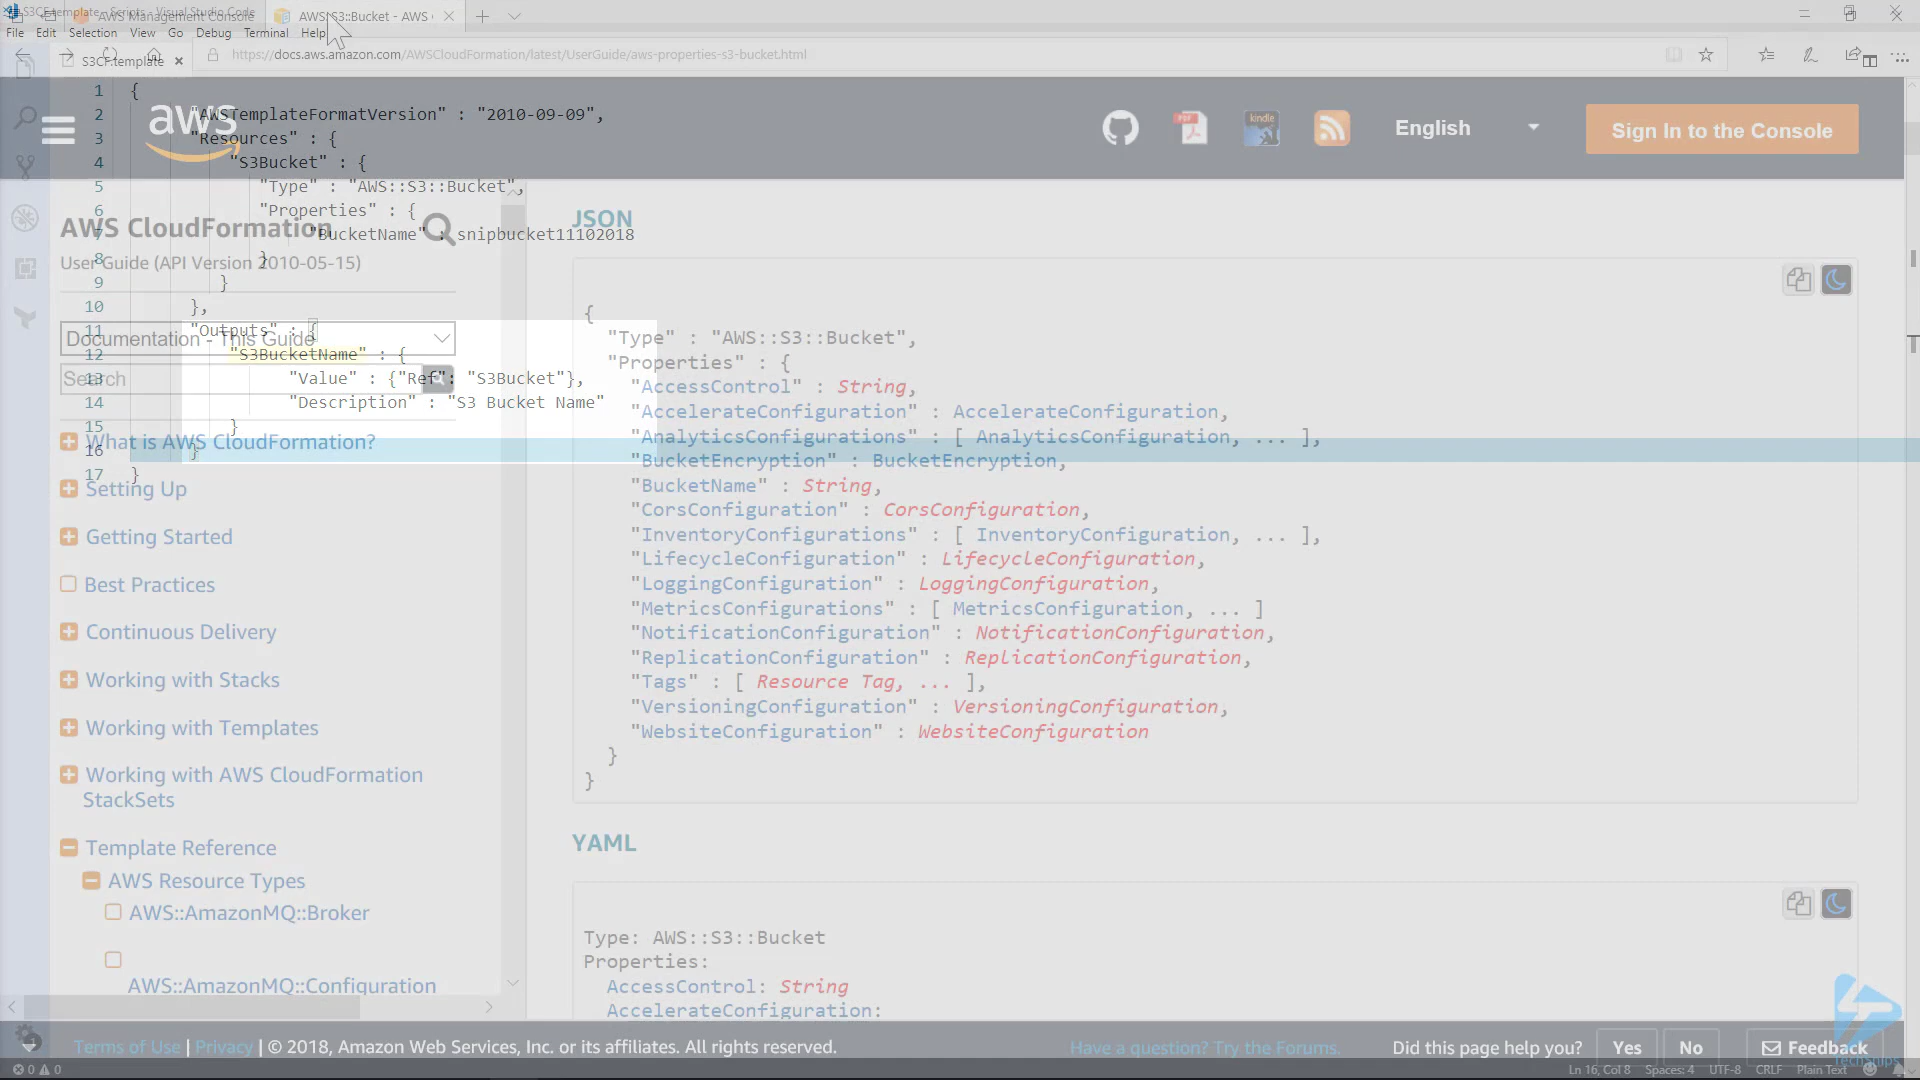 S3CF.template - Scripts - Visual Studio Code
AWS Management Console
AWS::S3::Bucket - AWS
File Edit Selection View Go Debug Terminal Help
S3CF.template
https://docs.aws.amazon.com/AWSCloudFormation/latest/UserGuide/aws-properties-s3-bucket.html
1 {
2 "AWSTemplateFormatVersion" : "2010-09-09",
3 "Resources" : {
4 "S3Bucket" : {
5 "Type" : "AWS::S3::Bucket",
6 "Properties" : {
7 "BucketName" : snipbucket11102018
8 }
9 }
10 },
11 "Outputs" : {
12 "S3BucketName" : {
13 "Value" : {"Ref": "S3Bucket"},
14 "Description" : "S3 Bucket Name"
15 }
16 }
17 }
aws
PDF
kindle
English
Sign In to the Console
AWS CloudFormation
User Guide (API Version 2010-05-15)
Documentation - This Guide
Search
What is AWS CloudFormation?
Setting Up
Getting Started
Best Practices
Continuous Delivery
Working with Stacks
Working with Templates
Working with AWS CloudFormation
StackSets
Template Reference
AWS Resource Types
AWS::AmazonMQ::Broker
AWS::AmazonMQ::Configuration
JSON
{
"Type" : "AWS::S3::Bucket",
"Properties" : {
"AccessControl" : String,
"AccelerateConfiguration" : AccelerateConfiguration,
"AnalyticsConfigurations" : [ AnalyticsConfiguration, ... ],
"BucketEncryption" : BucketEncryption,
"BucketName" : String,
"CorsConfiguration" : CorsConfiguration,
"InventoryConfigurations" : [ InventoryConfiguration, ... ],
"LifecycleConfiguration" : LifecycleConfiguration,
"LoggingConfiguration" : LoggingConfiguration,
"MetricsConfigurations" : [ MetricsConfiguration, ... ]
"NotificationConfiguration" : NotificationConfiguration,
"ReplicationConfiguration" : ReplicationConfiguration,
"Tags" : [ Resource Tag, ... ],
"VersioningConfiguration" : VersioningConfiguration,
"WebsiteConfiguration" : WebsiteConfiguration
}
}
YAML
Type: AWS::S3::Bucket
Properties:
AccessControl: String
AccelerateConfiguration:
Terms of Use | Privacy | © 2018, Amazon Web Services, Inc. or its affiliates. All rights reserved.
Have a question? Try the Forums.
Did this page help you?
Yes
No
Feedback
TechSnips
1
0 0
Ln 16, Col 8 Spaces: 4 UTF-8 CRLF Plain Text